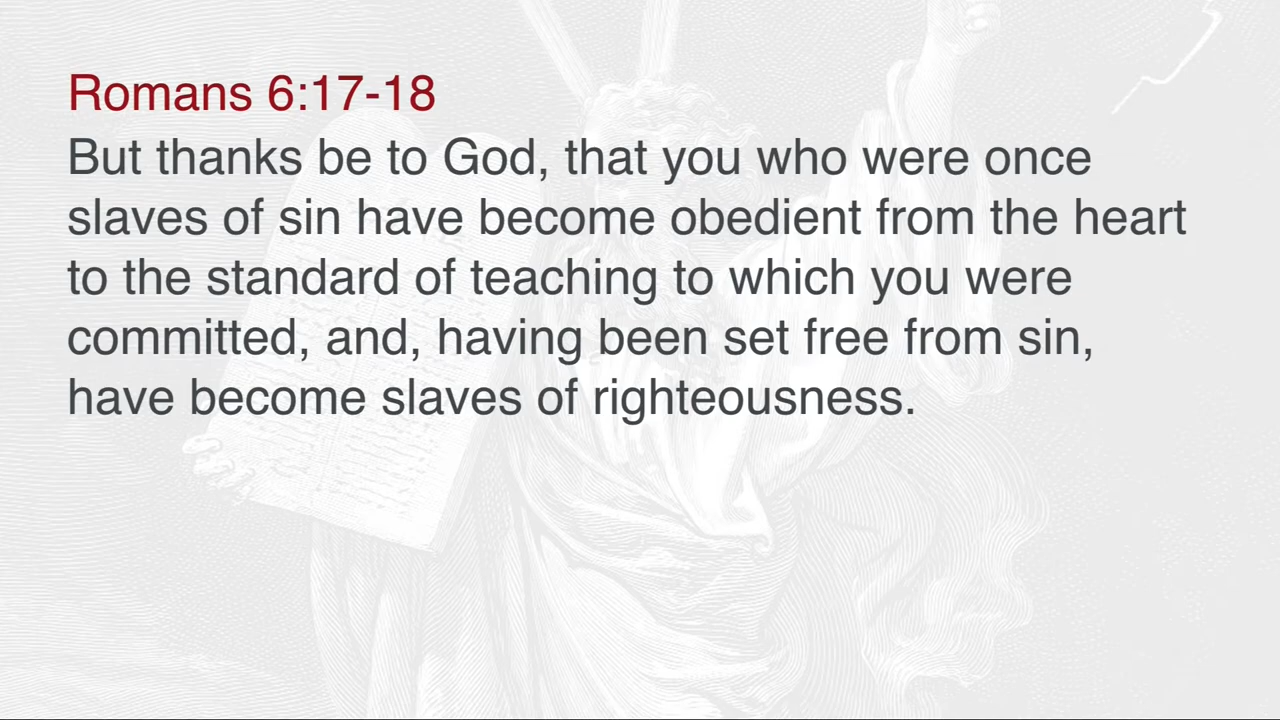 Romans 6:17-18
But thanks be to God, that you who were once
slaves of sin have become obedient from the heart
to the standard of teaching to which you were
committed, and, having been set free from sin,
have become slaves of righteousness.